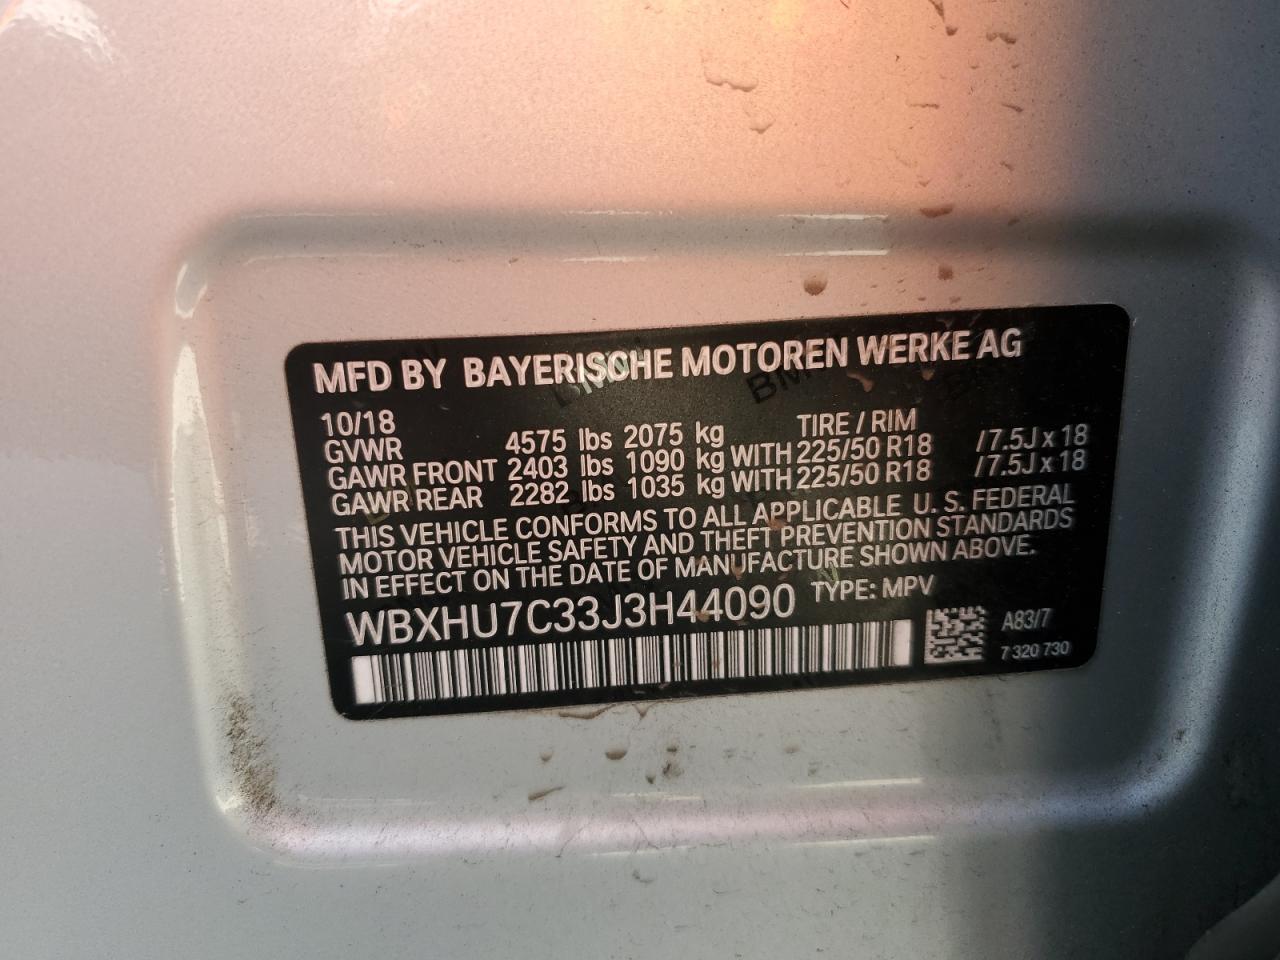 MFD BY BAYERISCHE MOTOREN WERKE AG
10/18 TIRE / RIM
GVWR 4575 lbs 2075 kg
GAWR FRONT 2403 lbs 1090 kg WITH 225/50 R18 /7.5J x 18
GAWR REAR 2282 lbs 1035 kg WITH 225/50 R18 /7.5J x 18
THIS VEHICLE CONFORMS TO ALL APPLICABLE U. S. FEDERAL
MOTOR VEHICLE SAFETY AND THEFT PREVENTION STANDARDS
IN EFFECT ON THE DATE OF MANUFACTURE SHOWN ABOVE.
WBXHU7C33J3H44090 TYPE: MPV
A83/7
7 320 730